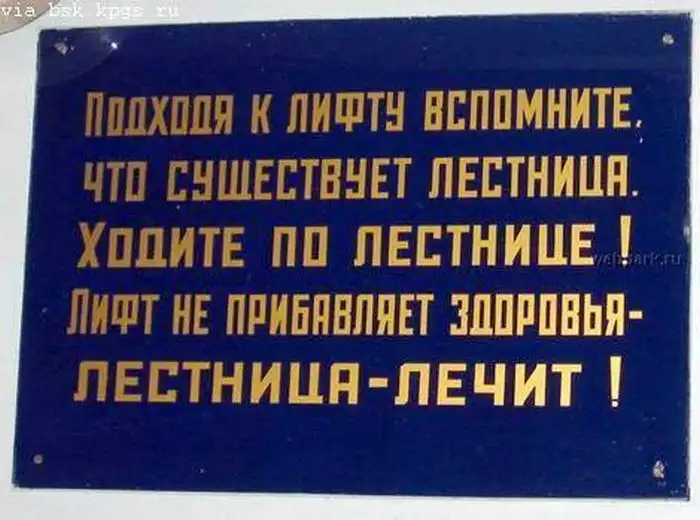 via bsk kpgs ru
Подходя к лифту вспомните,
что существует лестница.
Ходите по лестнице!
Лифт не прибавляет здоровья-
лестница-лечит!